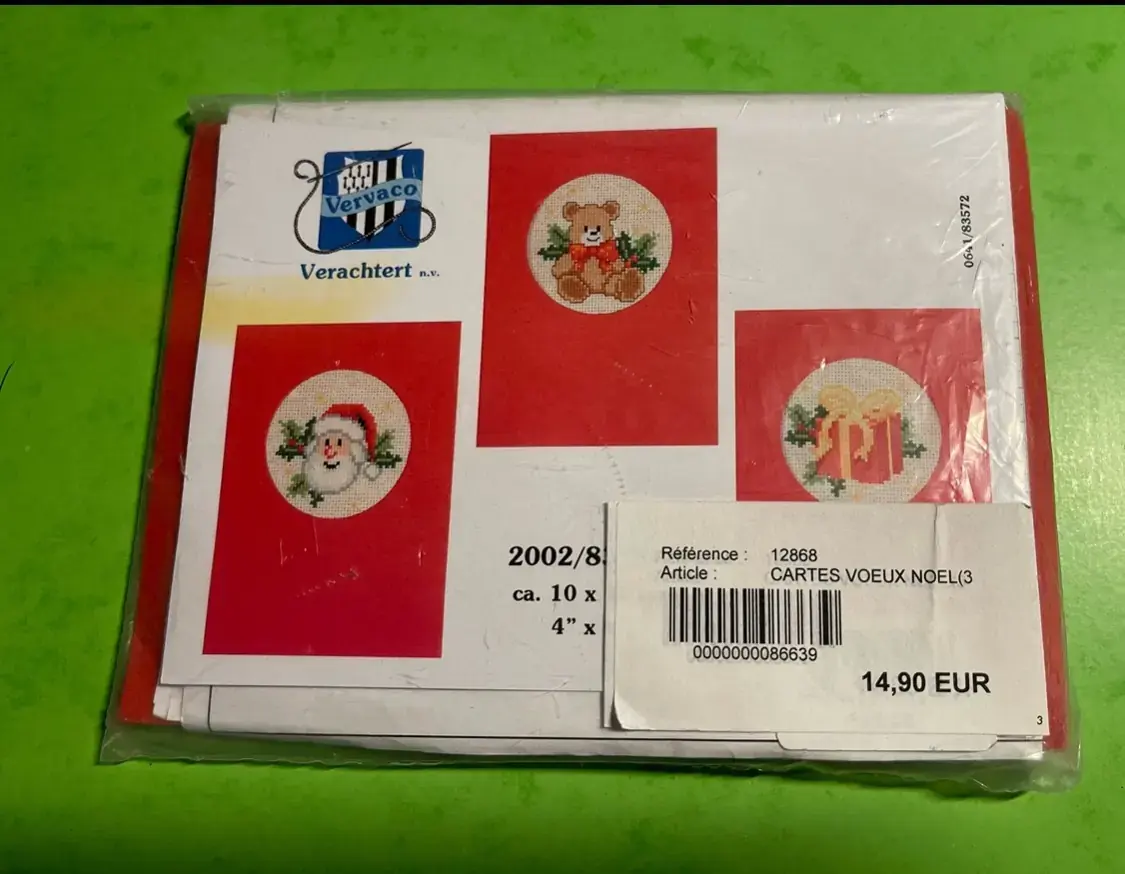 Vervaco
Verachtert n.v.
0641/83572
2002/8
ca. 10 x
4” x
Référence : 12868
Article : CARTES VOEUX NOEL(3
0000000086639
14,90 EUR
3